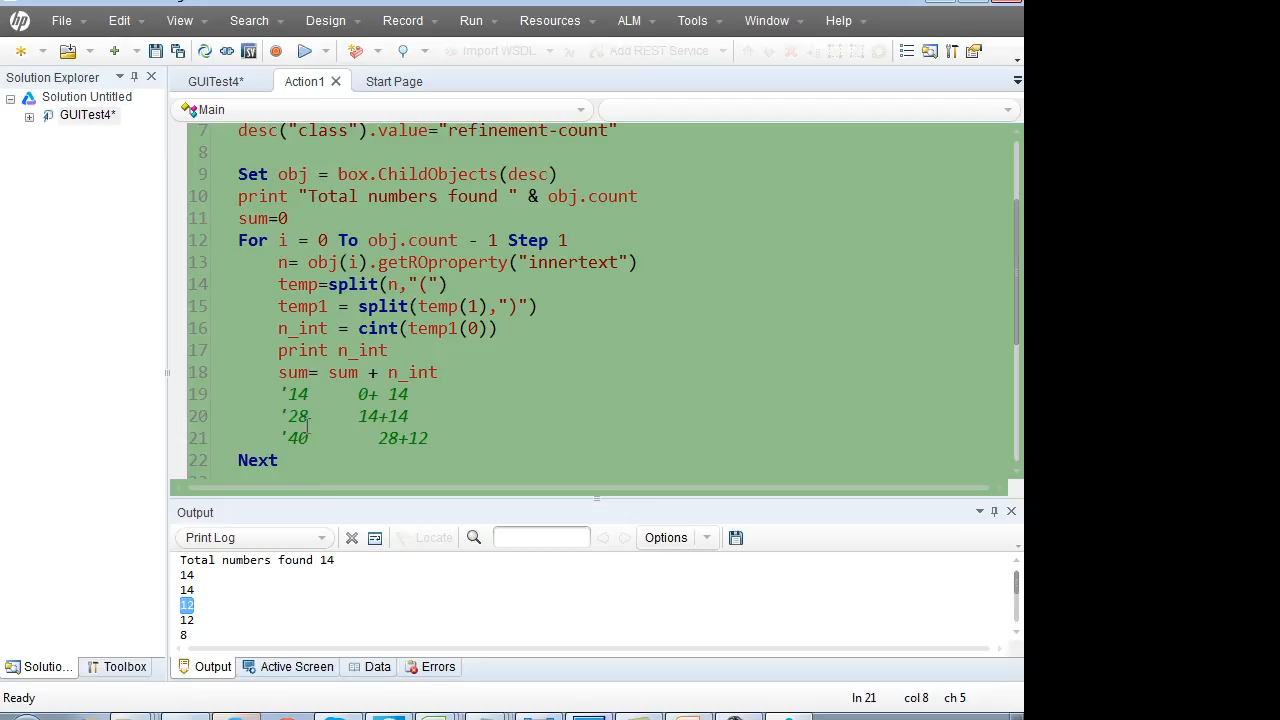 hp File Edit View Search Design Record Run Resources ALM Tools Window Help
Import WSDL Add REST Service
Solution Explorer
Solution Untitled
GUITest4*
GUITest4* Action1 Start Page
Main
7 desc("class").value="refinement-count"
8
9 Set obj = box.ChildObjects(desc)
10 print "Total numbers found " & obj.count
11 sum=0
12 For i = 0 To obj.count - 1 Step 1
13 n= obj(i).getROproperty("innertext")
14 temp=split(n,"(")
15 temp1 = split(temp(1),")")
16 n_int = cint(temp1(0))
17 print n_int
18 sum= sum + n_int
19 '14 0+ 14
20 '28 14+14
21 '40 28+12
22 Next
Output
Print Log Locate Options
Total numbers found 14
14
14
12
12
8
Solutio... Toolbox Output Active Screen Data Errors
Ready ln 21 col 8 ch 5